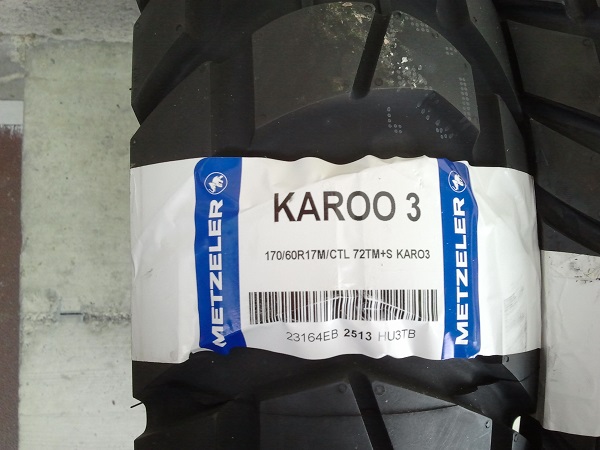 METZELER
KAROO 3
170/60R17M/CTL 72TM+S KARO3
23164EB 2513 HU3TB
METZELER